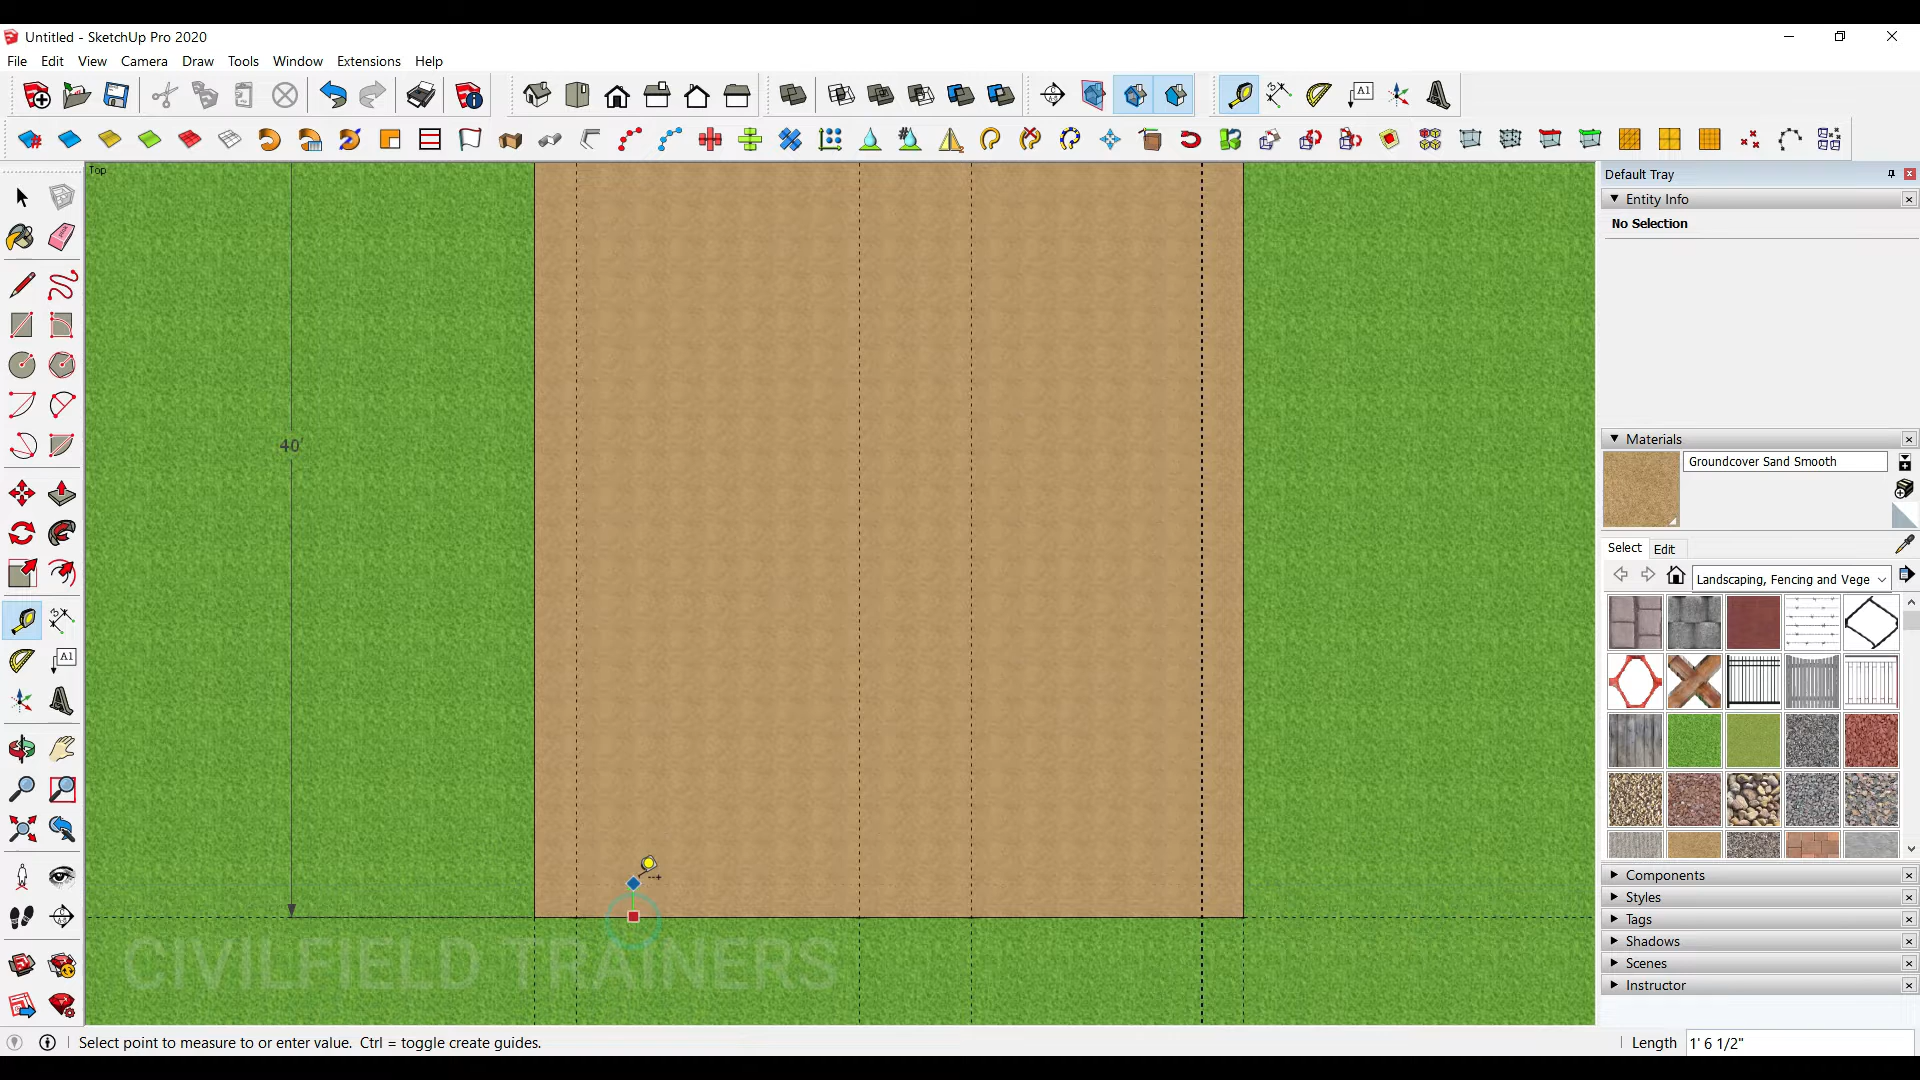 Untitled - SketchUp Pro 2020
File Edit View Camera Draw Tools Window Extensions Help
Top
40'
CIVILFIELD TRAINERS
Default Tray
Entity Info
No Selection
Materials
Groundcover Sand Smooth
Select Edit
Landscaping, Fencing and Vege
Components
Styles
Tags
Shadows
Scenes
Instructor
Select point to measure to or enter value. Ctrl = toggle create guides.
Length 1' 6 1/2"